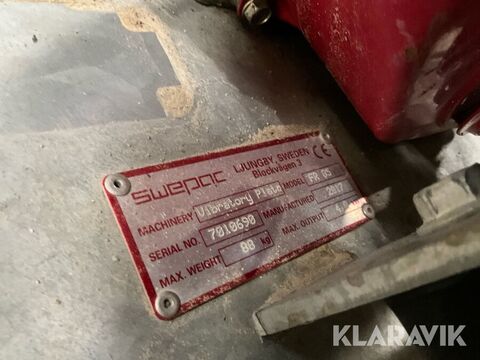 swepac LJUNGBY, SWEDEN CE
Blockvägen 3
MACHINERY Vibratory Plate MODEL FR 85
SERIAL NO. 7010690 MANUFACTURED 2017
MAX. WEIGHT 88 kg MAX. OUTPUT
KLARAVIK